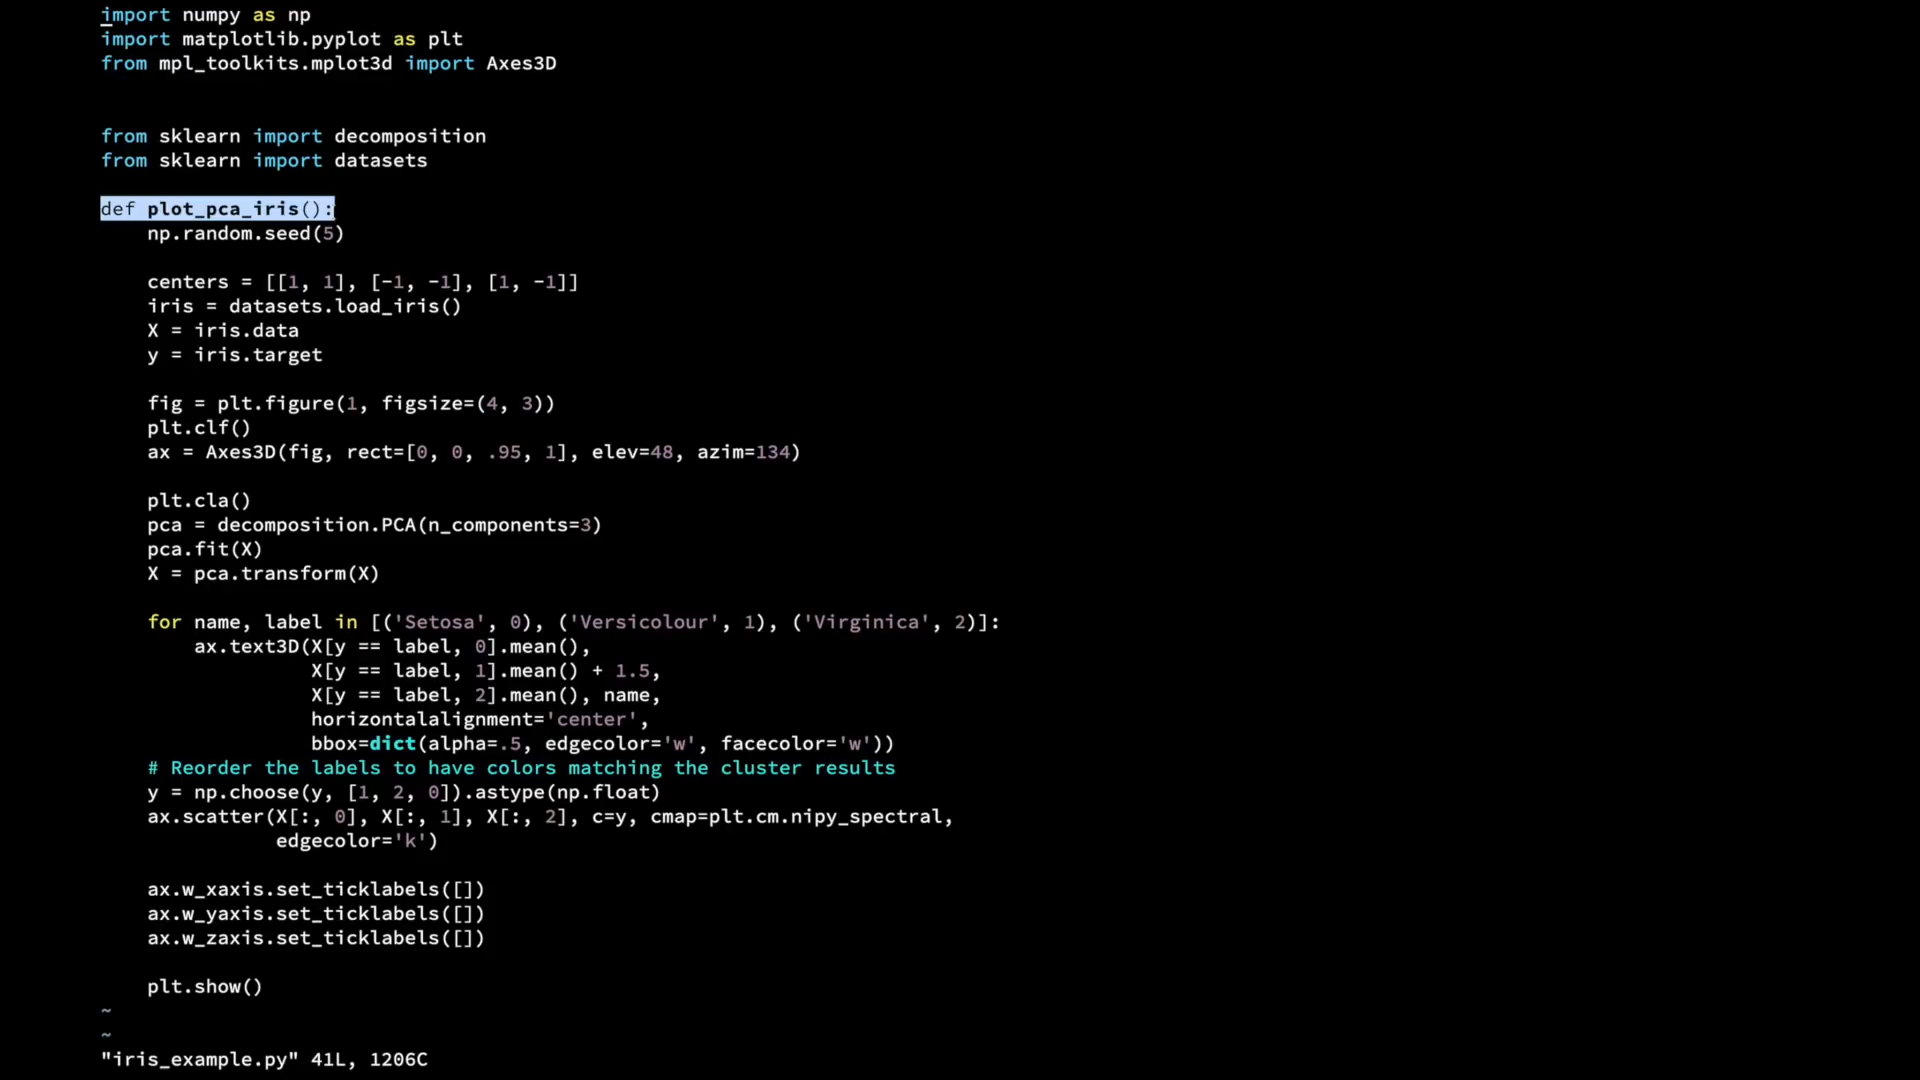 import numpy as np
import matplotlib.pyplot as plt
from mpl_toolkits.mplot3d import Axes3D
from sklearn import decomposition
from sklearn import datasets
def plot_pca_iris():
    np.random.seed(5)
    centers = [[1, 1], [-1, -1], [1, -1]]
    iris = datasets.load_iris()
    X = iris.data
    y = iris.target
    fig = plt.figure(1, figsize=(4, 3))
    plt.clf()
    ax = Axes3D(fig, rect=[0, 0, .95, 1], elev=48, azim=134)
    plt.cla()
    pca = decomposition.PCA(n_components=3)
    pca.fit(X)
    X = pca.transform(X)
    for name, label in [('Setosa', 0), ('Versicolour', 1), ('Virginica', 2)]:
        ax.text3D(X[y == label, 0].mean(),
                  X[y == label, 1].mean() + 1.5,
                  X[y == label, 2].mean(), name,
                  horizontalalignment='center',
                  bbox=dict(alpha=.5, edgecolor='w', facecolor='w'))
    # Reorder the labels to have colors matching the cluster results
    y = np.choose(y, [1, 2, 0]).astype(np.float)
    ax.scatter(X[:, 0], X[:, 1], X[:, 2], c=y, cmap=plt.cm.nipy_spectral,
               edgecolor='k')
    ax.w_xaxis.set_ticklabels([])
    ax.w_yaxis.set_ticklabels([])
    ax.w_zaxis.set_ticklabels([])
    plt.show()
~
~
"iris_example.py" 41L, 1206C